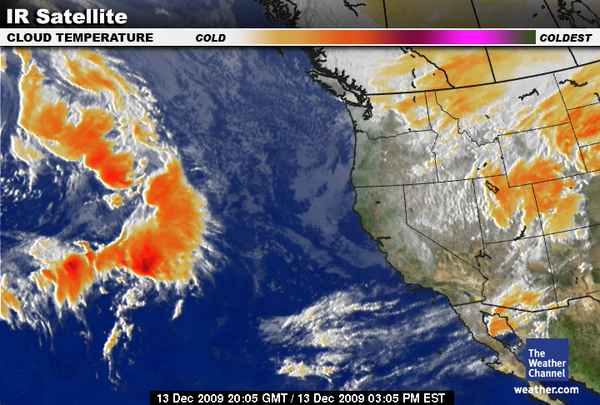 IR Satellite
CLOUD TEMPERATURE COLD COLDEST
The
Weather
Channel
weather.com
13 Dec 2009 20:05 GMT / 13 Dec 2009 03:05 PM EST